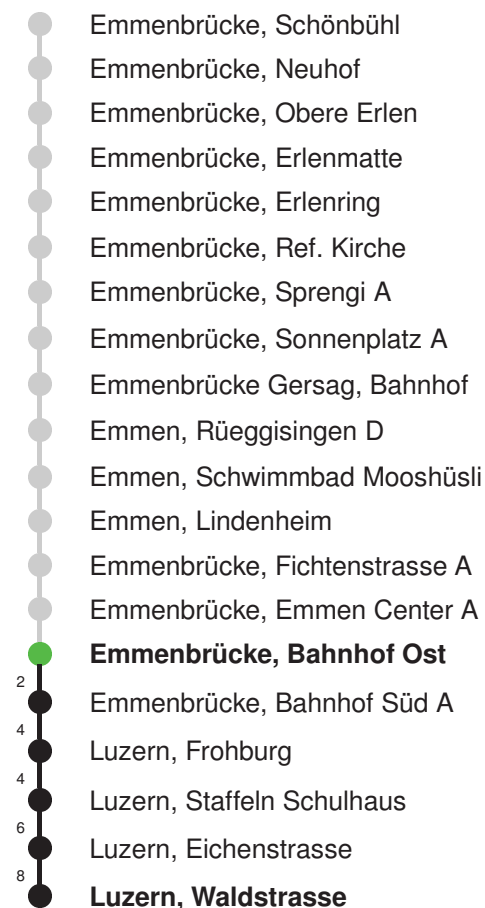 Emmenbrücke, Schönbühl
Emmenbrücke, Neuhof
Emmenbrücke, Obere Erlen
Emmenbrücke, Erlenmatte
Emmenbrücke, Erlenring
Emmenbrücke, Ref. Kirche
Emmenbrücke, Sprengi A
Emmenbrücke, Sonnenplatz A
Emmenbrücke Gersag, Bahnhof
Emmen, Rüeggisingen D
Emmen, Schwimmbad Mooshüsli
Emmen, Lindenheim
Emmenbrücke, Fichtenstrasse A
Emmenbrücke, Emmen Center A
Emmenbrücke, Bahnhof Ost
2 Emmenbrücke, Bahnhof Süd A
4 Luzern, Frohburg
4 Luzern, Staffeln Schulhaus
6 Luzern, Eichenstrasse
8 Luzern, Waldstrasse